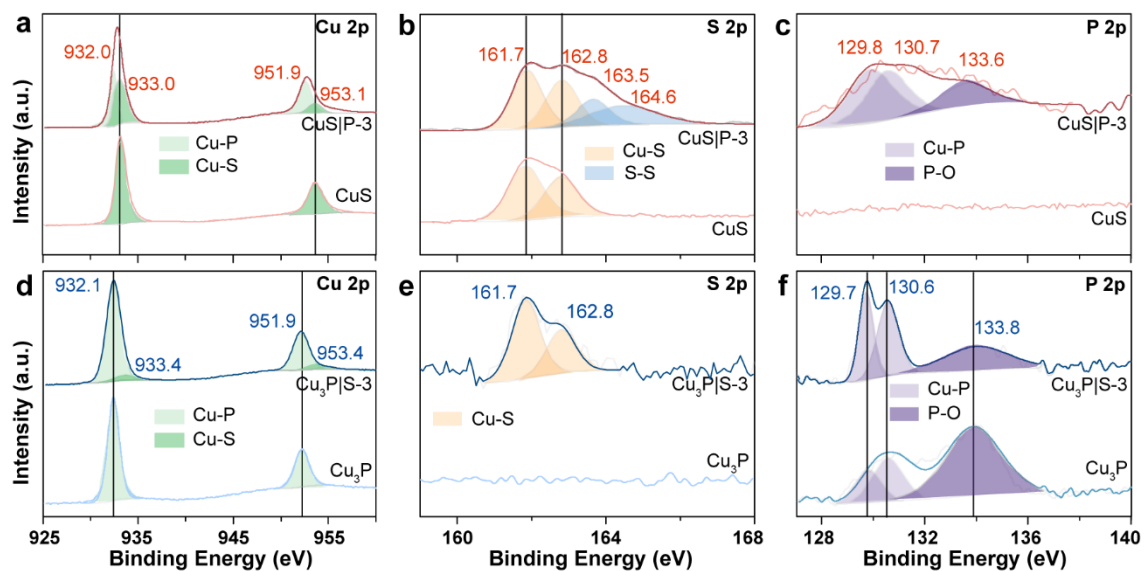 a
Cu 2p
932.0
933.0
951.9
953.1
CuS|P-3
Cu-P
Cu-S
CuS
b
S 2p
161.7
162.8
163.5
164.6
CuS|P-3
Cu-S
S-S
CuS
c
P 2p
129.8
130.7
133.6
CuS|P-3
Cu-P
P-O
CuS
Intensity (a.u.)
d
Cu 2p
932.1
933.4
951.9
953.4
Cu₃P|S-3
Cu-P
Cu-S
Cu₃P
e
S 2p
161.7
162.8
Cu₃P|S-3
Cu-S
Cu₃P
f
P 2p
129.7
130.6
133.8
Cu₃P|S-3
Cu-P
P-O
Cu₃P
Intensity (a.u.)
925 935 945 955
160 164 168
128 132 136 140
Binding Energy (eV)
Binding Energy (eV)
Binding Energy (eV)